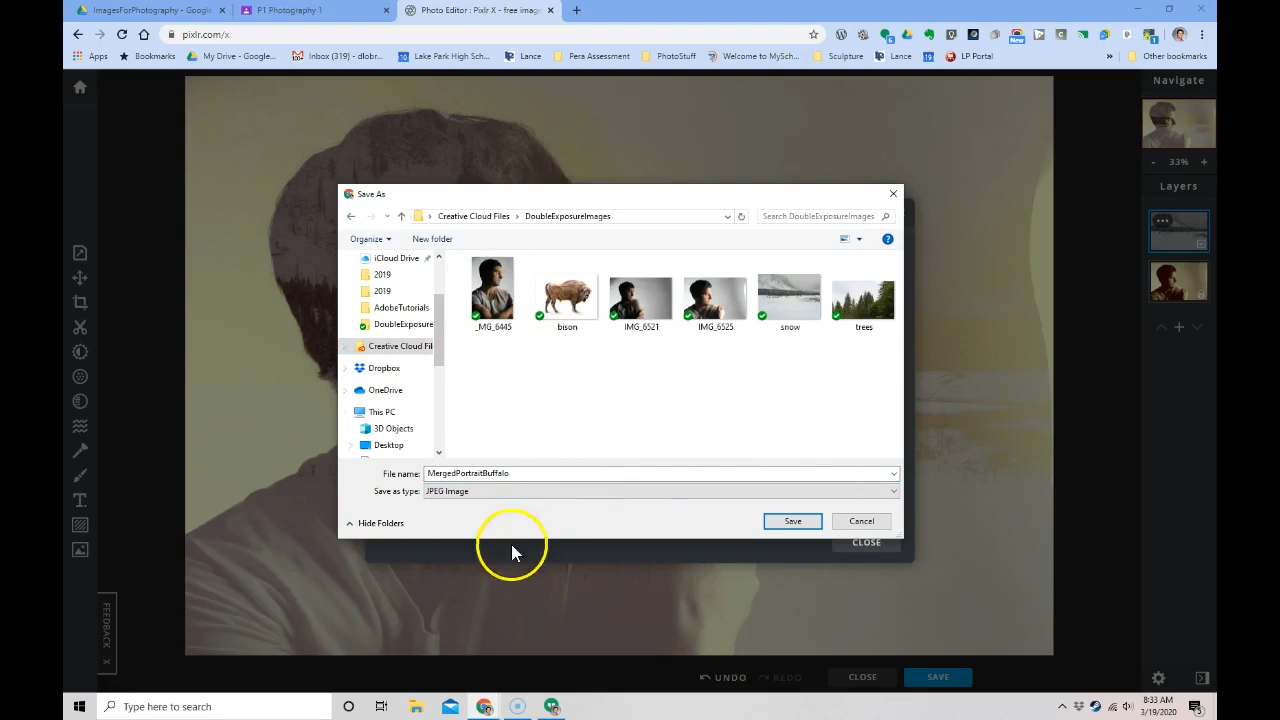 ImagesForPhotography - Google
P1 Photography 1
Photo Editor : Pixlr X - free image
pixlr.com/x
Apps
Bookmarks
My Drive - Google...
Inbox (319) - dlobr...
Lake Park High Sch...
Lance
Pera Assessment
PhotoStuff
Welcome to MySch...
Sculpture
Lance
LP Portal
»
Other bookmarks
Navigate
- 33% +
Layers
Save As
Creative Cloud Files > DoubleExposureImages
Search DoubleExposureImages
Organize
New folder
iCloud Drive
2019
2019
AdobeTutorials
DoubleExposure
Creative Cloud Fil
Dropbox
OneDrive
This PC
3D Objects
Desktop
_MG_6445
bison
IMG_6521
IMG_6525
snow
trees
File name: MergedPortraitBuffalo
Save as type: JPEG Image
Hide Folders
Save
Cancel
CLOSE
FEEDBACK X
UNDO
REDO
CLOSE
SAVE
Type here to search
8:33 AM
3/19/2020